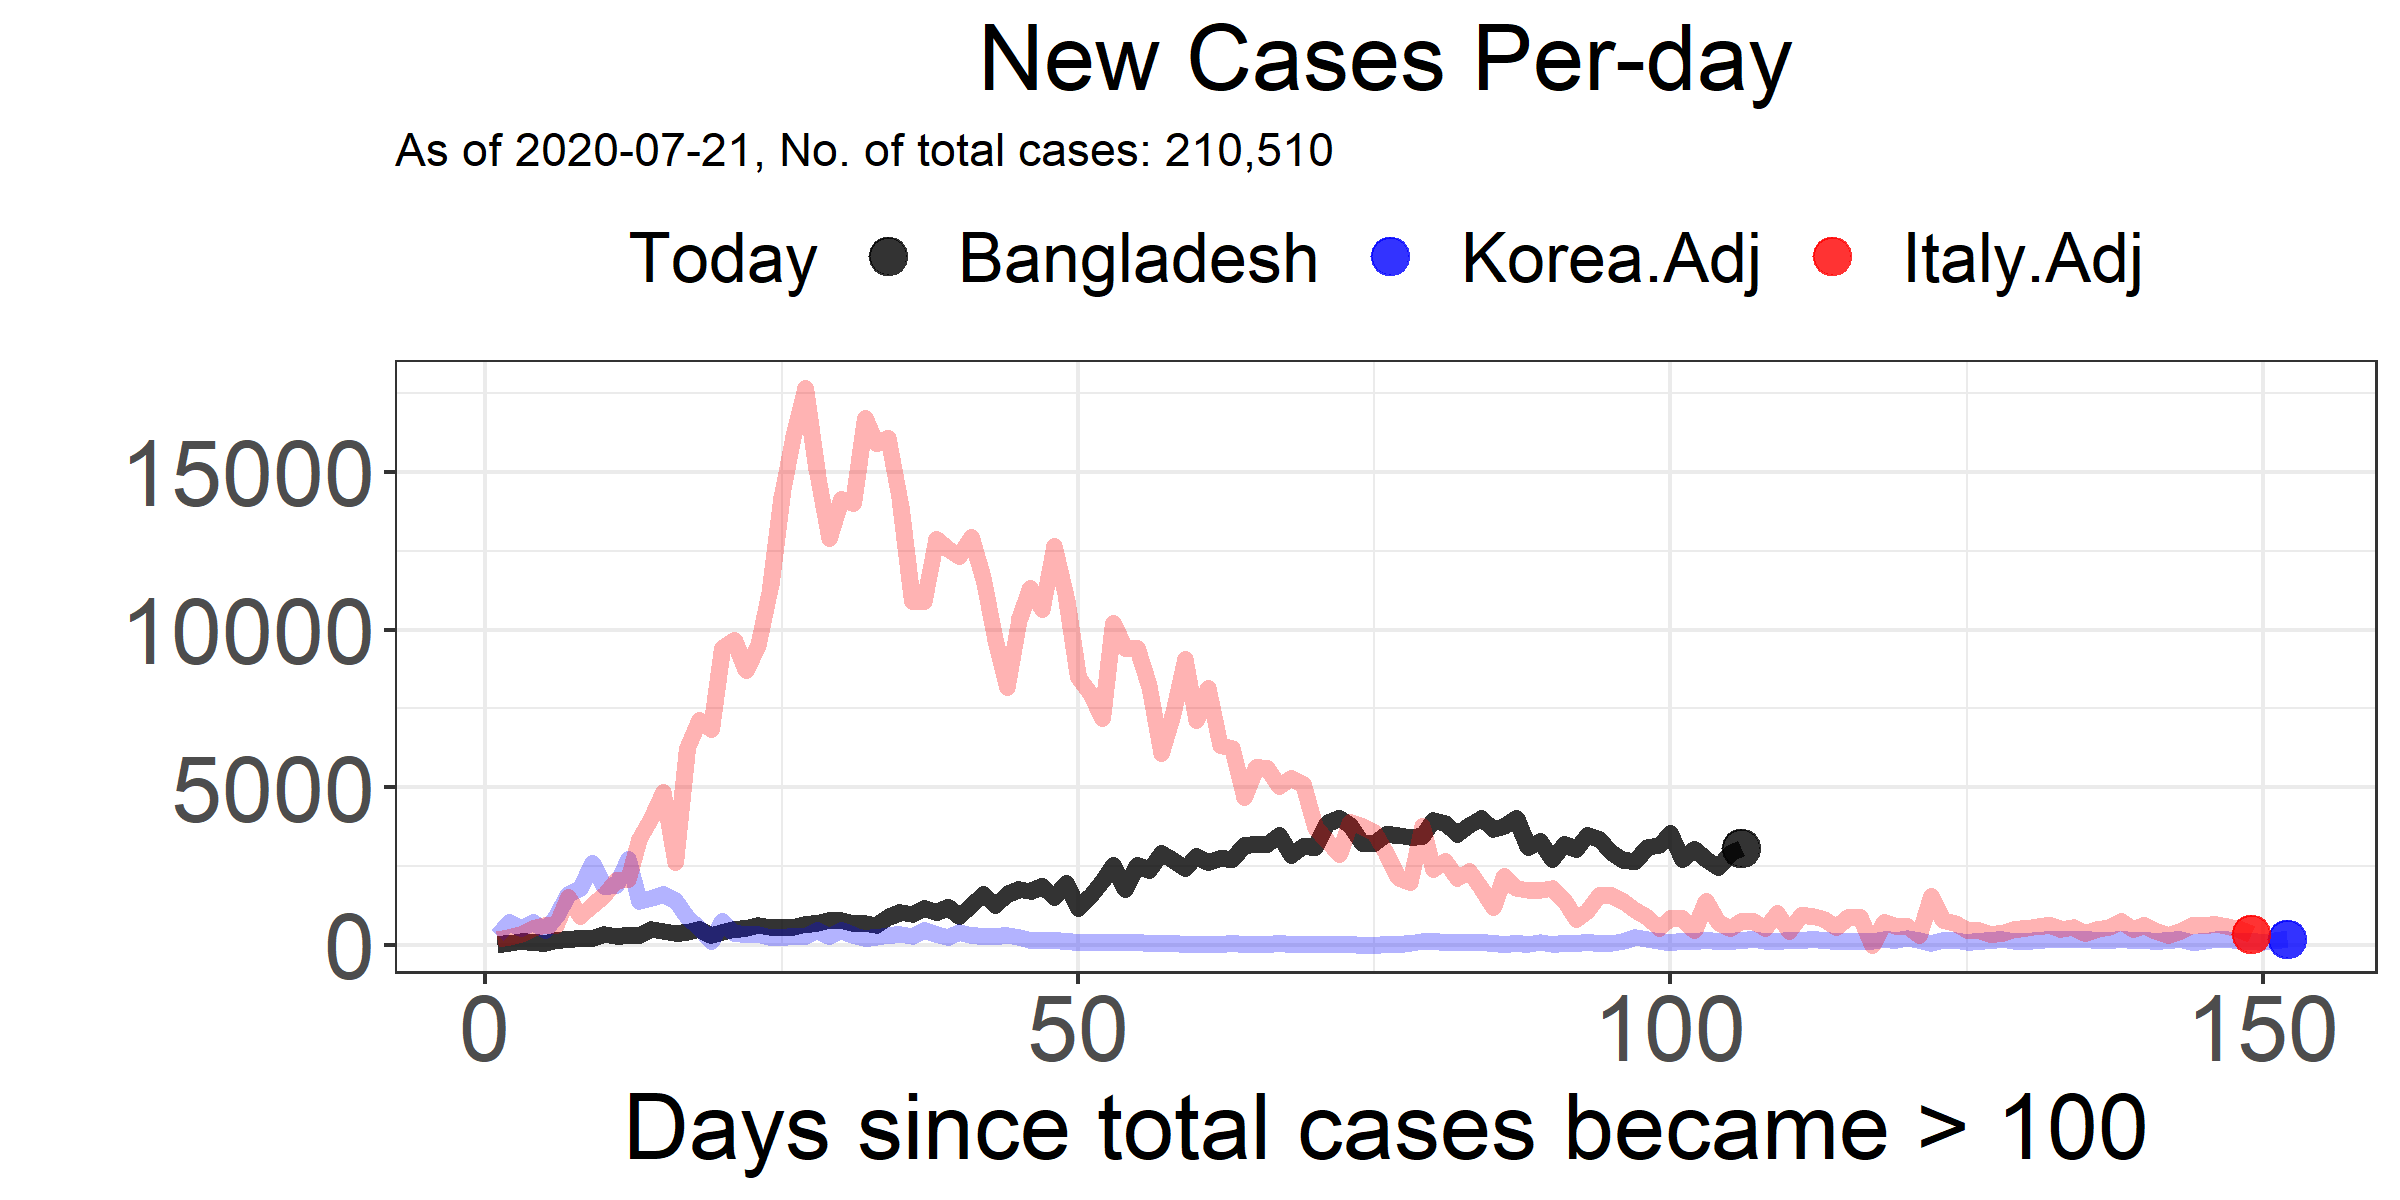 New Cases Per-day
As of 2020-07-21, No. of total cases: 210,510
Today Bangladesh Korea.Adj Italy.Adj
15000
10000
5000
0
0 50 100 150
Days since total cases became > 100